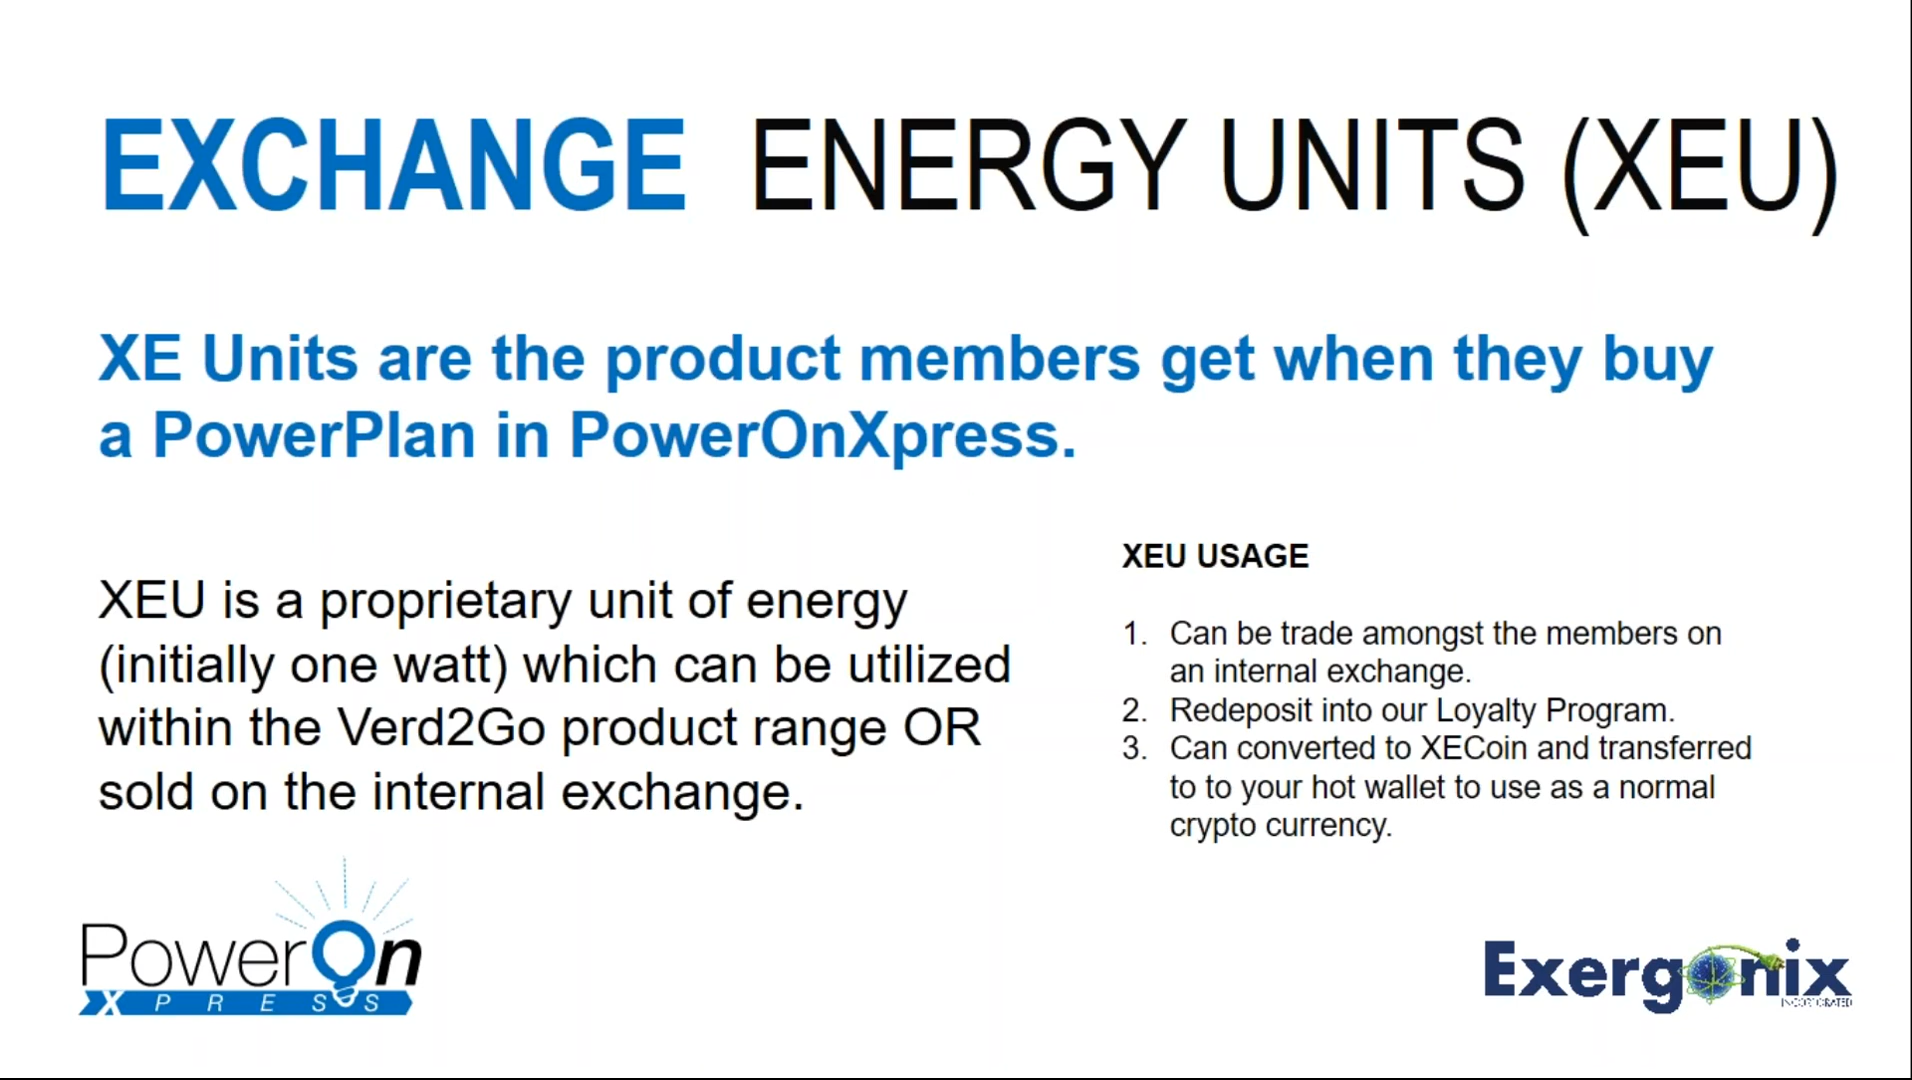 EXCHANGE ENERGY UNITS (XEU)
XE Units are the product members get when they buy
a PowerPlan in PowerOnXpress.
XEU is a proprietary unit of energy
(initially one watt) which can be utilized
within the Verd2Go product range OR
sold on the internal exchange.
XEU USAGE
1. Can be trade amongst the members on
an internal exchange.
2. Redeposit into our Loyalty Program.
3. Can converted to XECoin and transferred
to to your hot wallet to use as a normal
crypto currency.
PowerOn
XPRESS
Exergonix
INCORPORATED